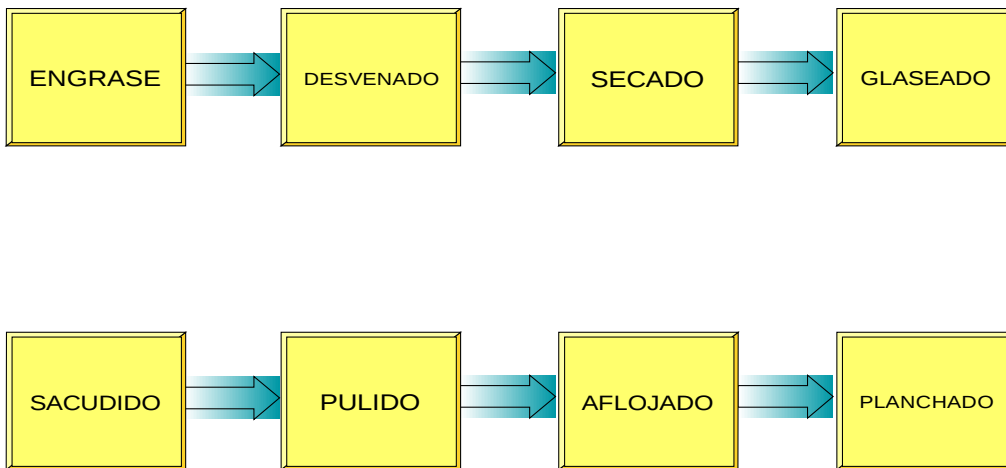 ENGRASE
DESVENADO
SECADO
GLASEADO
SACUDIDO
PULIDO
AFLOJADO
PLANCHADO